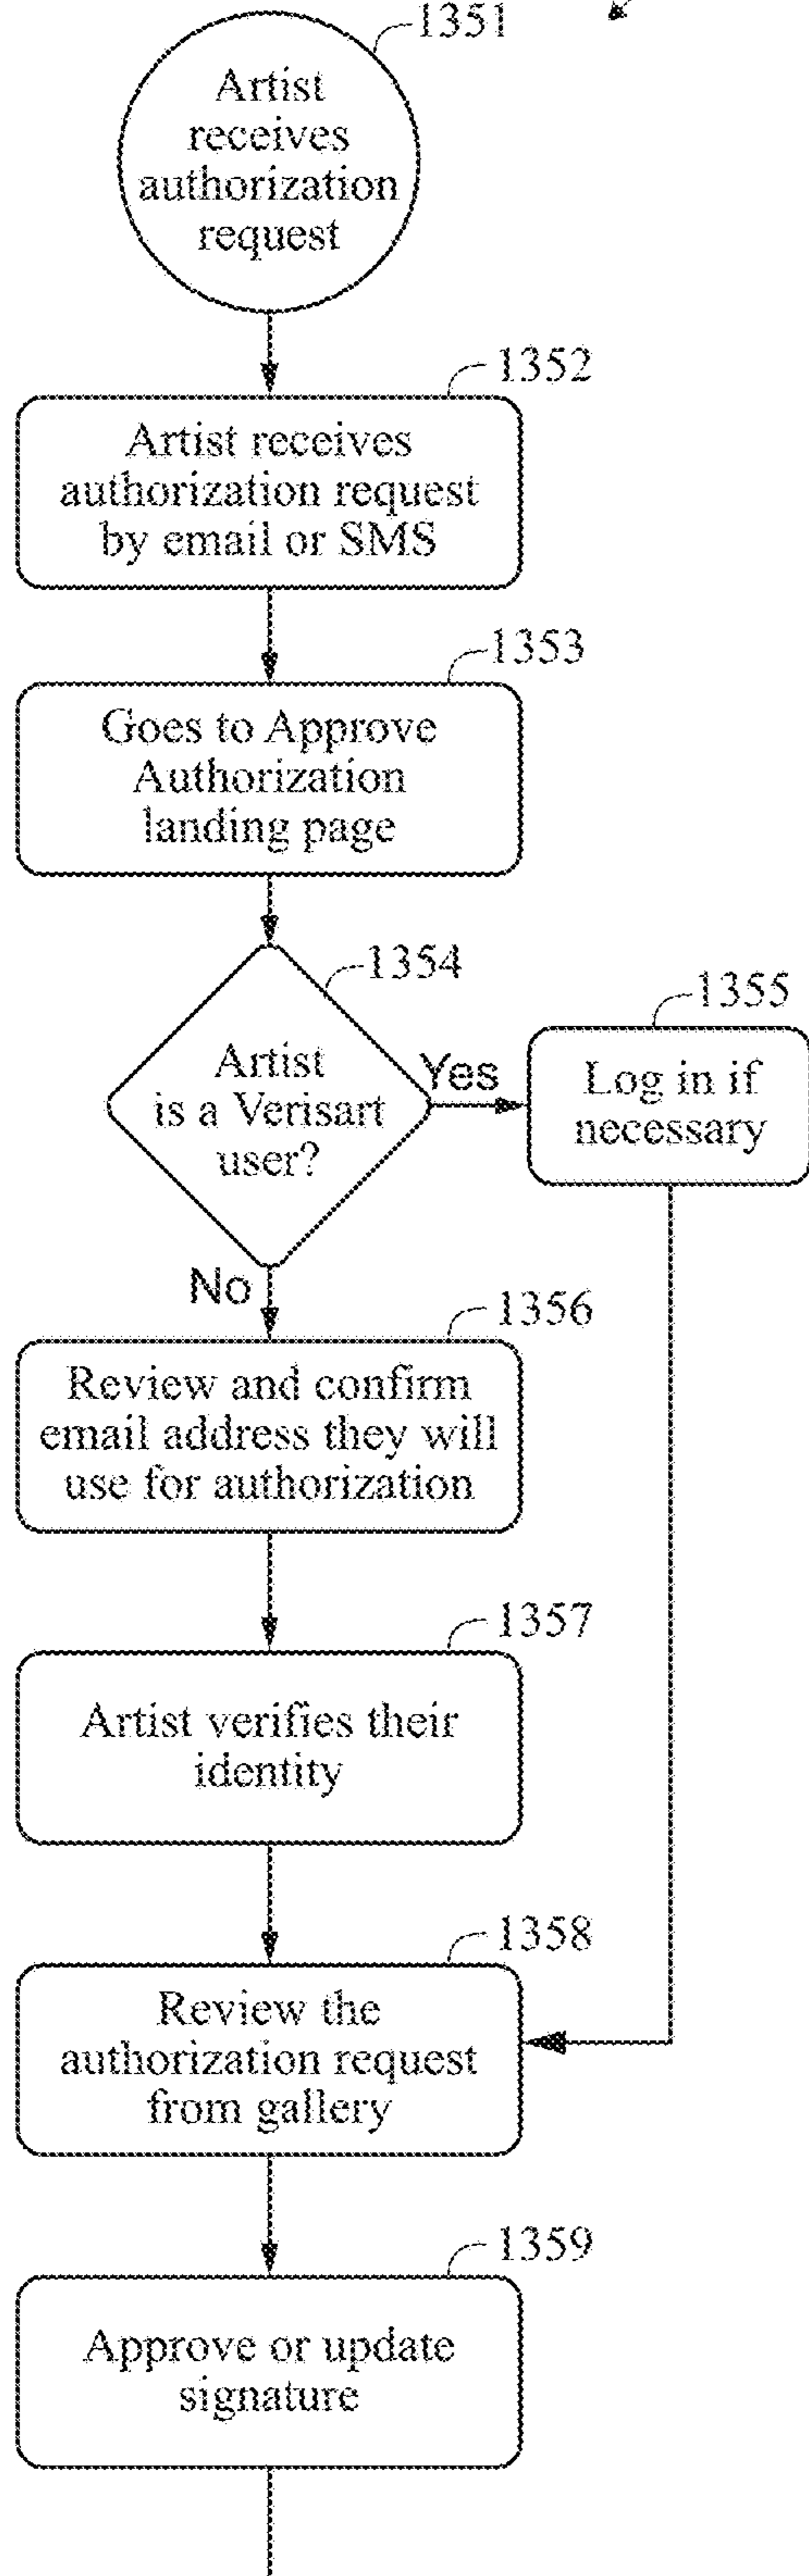 1351
Artist
receives
authorization
request
1352
Artist receives
authorization request
by email or SMS
1353
Goes to Approve
Authorization
landing page
1354
Artist
is a Verisart
user?
Yes
1355
Log in if
necessary
No
1356
Review and confirm
email address they will
use for authorization
1357
Artist verifies their
identity
1358
Review the
authorization request
from gallery
1359
Approve or update
signature